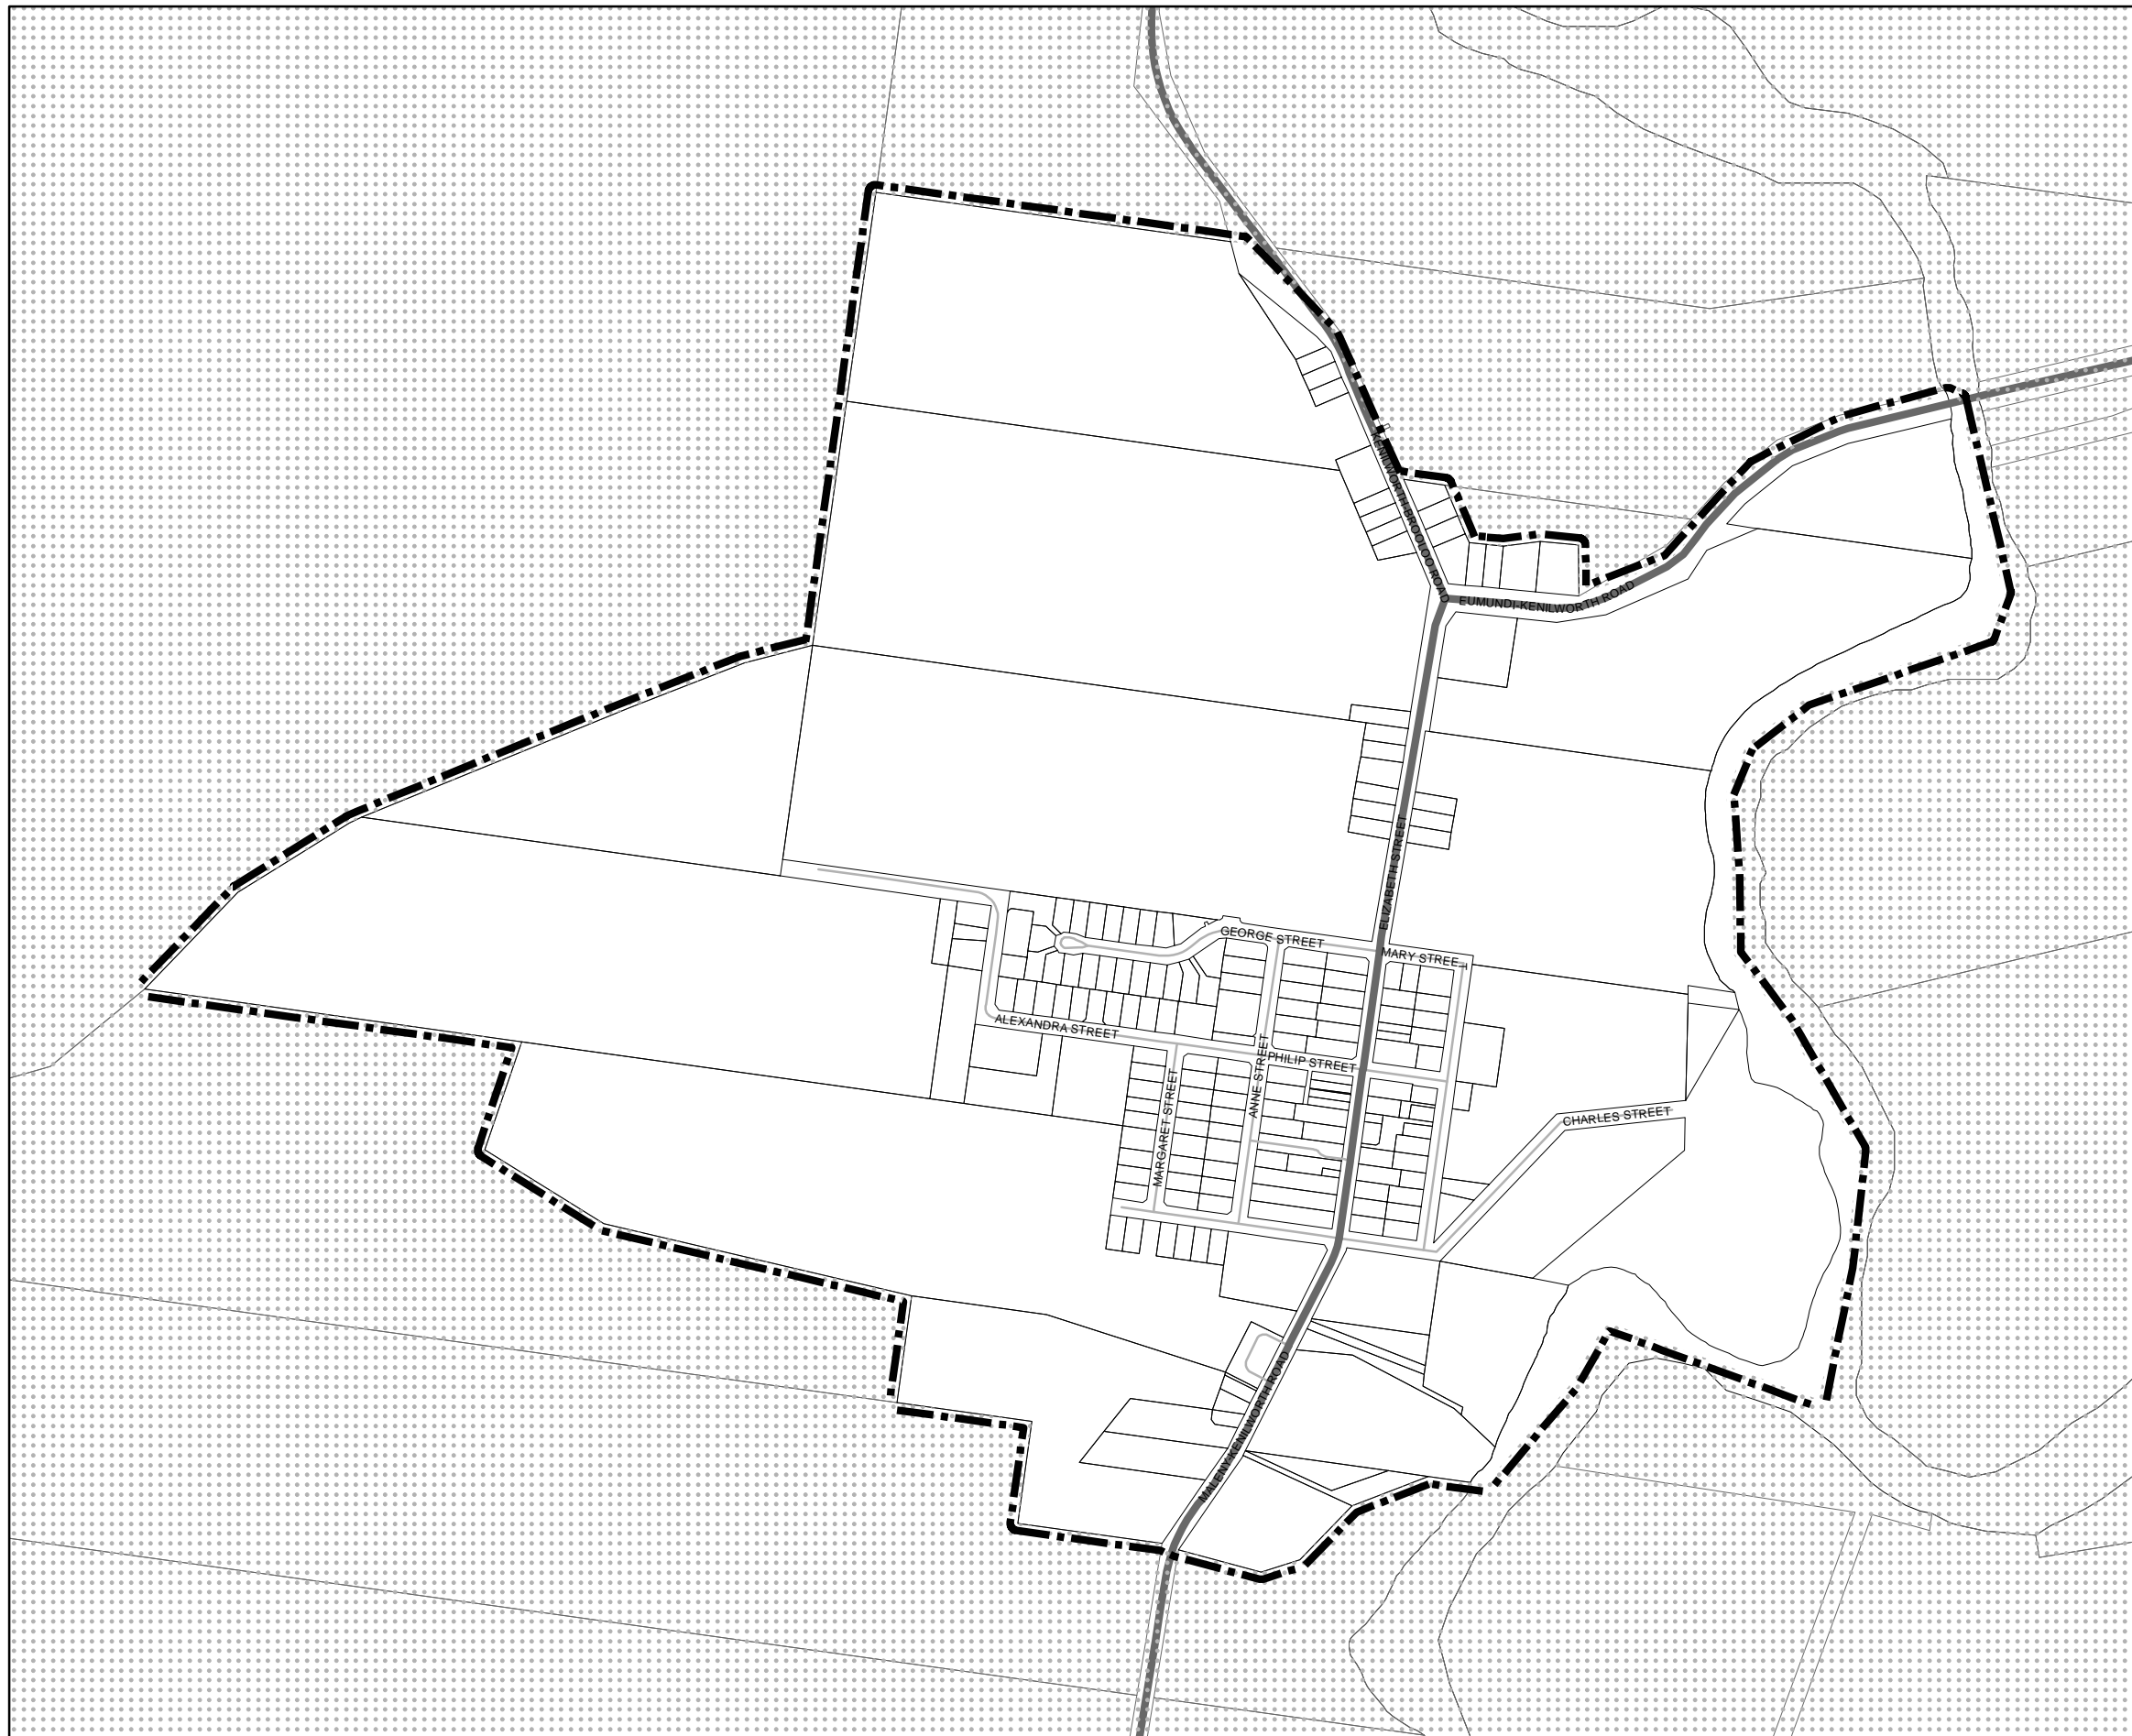 KENILWORTH-BROOLOO ROAD
EUMUNDI-KENILWORTH ROAD
ELIZABETH STREET
GEORGE STREET
MARY STREET
ALEXANDRA STREET
PHILIP STREET
ANNE STREET
MARGARET STREET
CHARLES STREET
MALENY-KENILWORTH ROAD